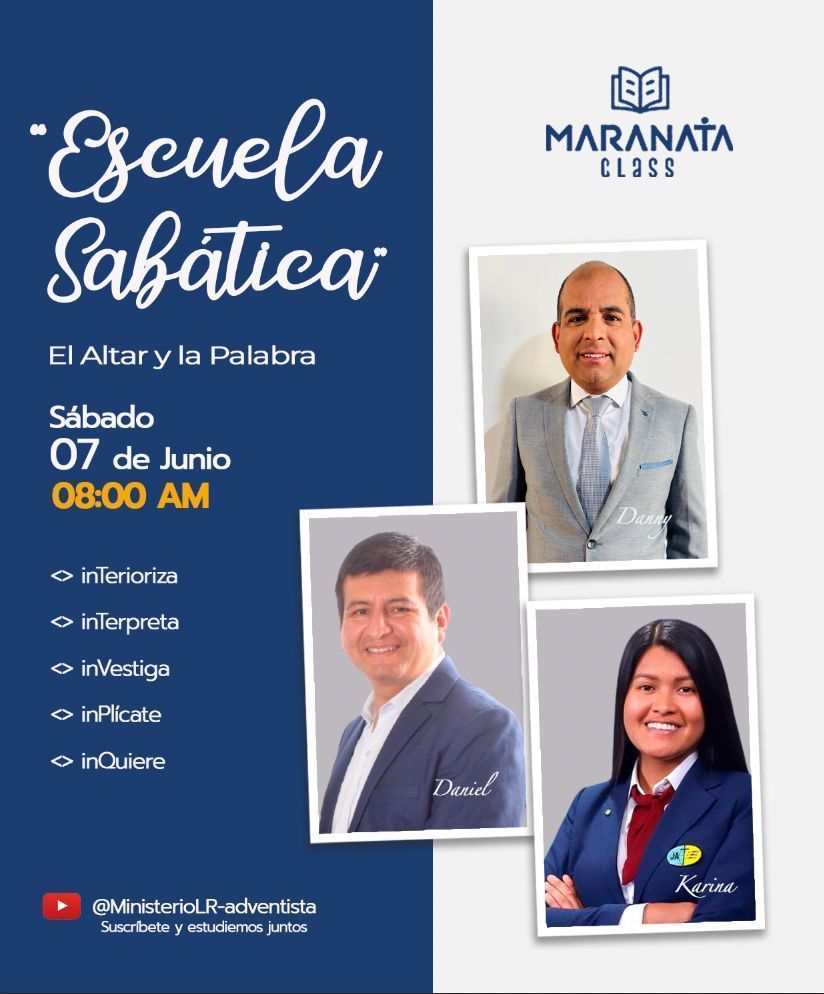 "Escuela
Sabática"
El Altar y la Palabra
Sábado
07 de Junio
08:00 AM
<> inTerioriza
<> inTerpreta
<> inVestiga
<> inPlícate
<> inQuiere
@MinisterioLR-adventista
Suscríbete y estudiemos juntos
MARANATA
CLASS
Danny
Daniel
JA
Karina